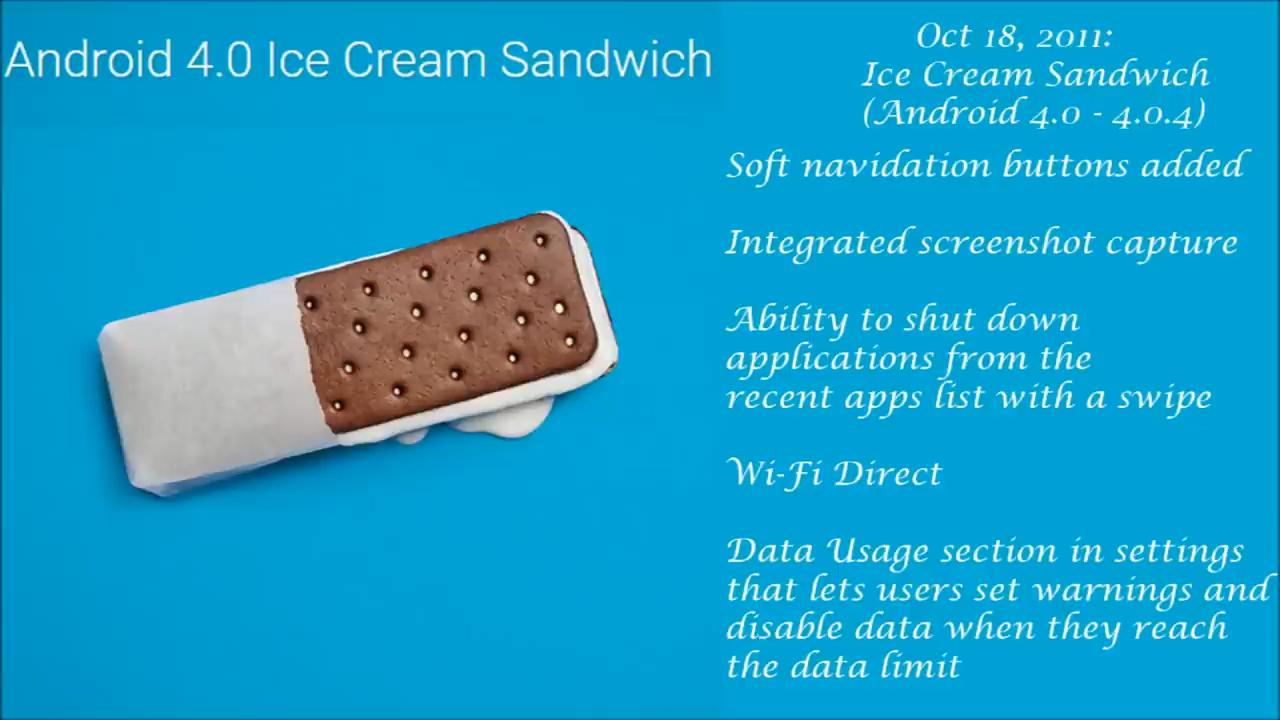 Android 4.0 Ice Cream Sandwich
Oct 18, 2011:
Ice Cream Sandwich
(Android 4.0 - 4.0.4)
Soft navidation buttons added
Integrated screenshot capture
Ability to shut down
applications from the
recent apps list with a swipe
Wi-Fi Direct
Data Usage section in settings
that lets users set warnings and
disable data when they reach
the data limit